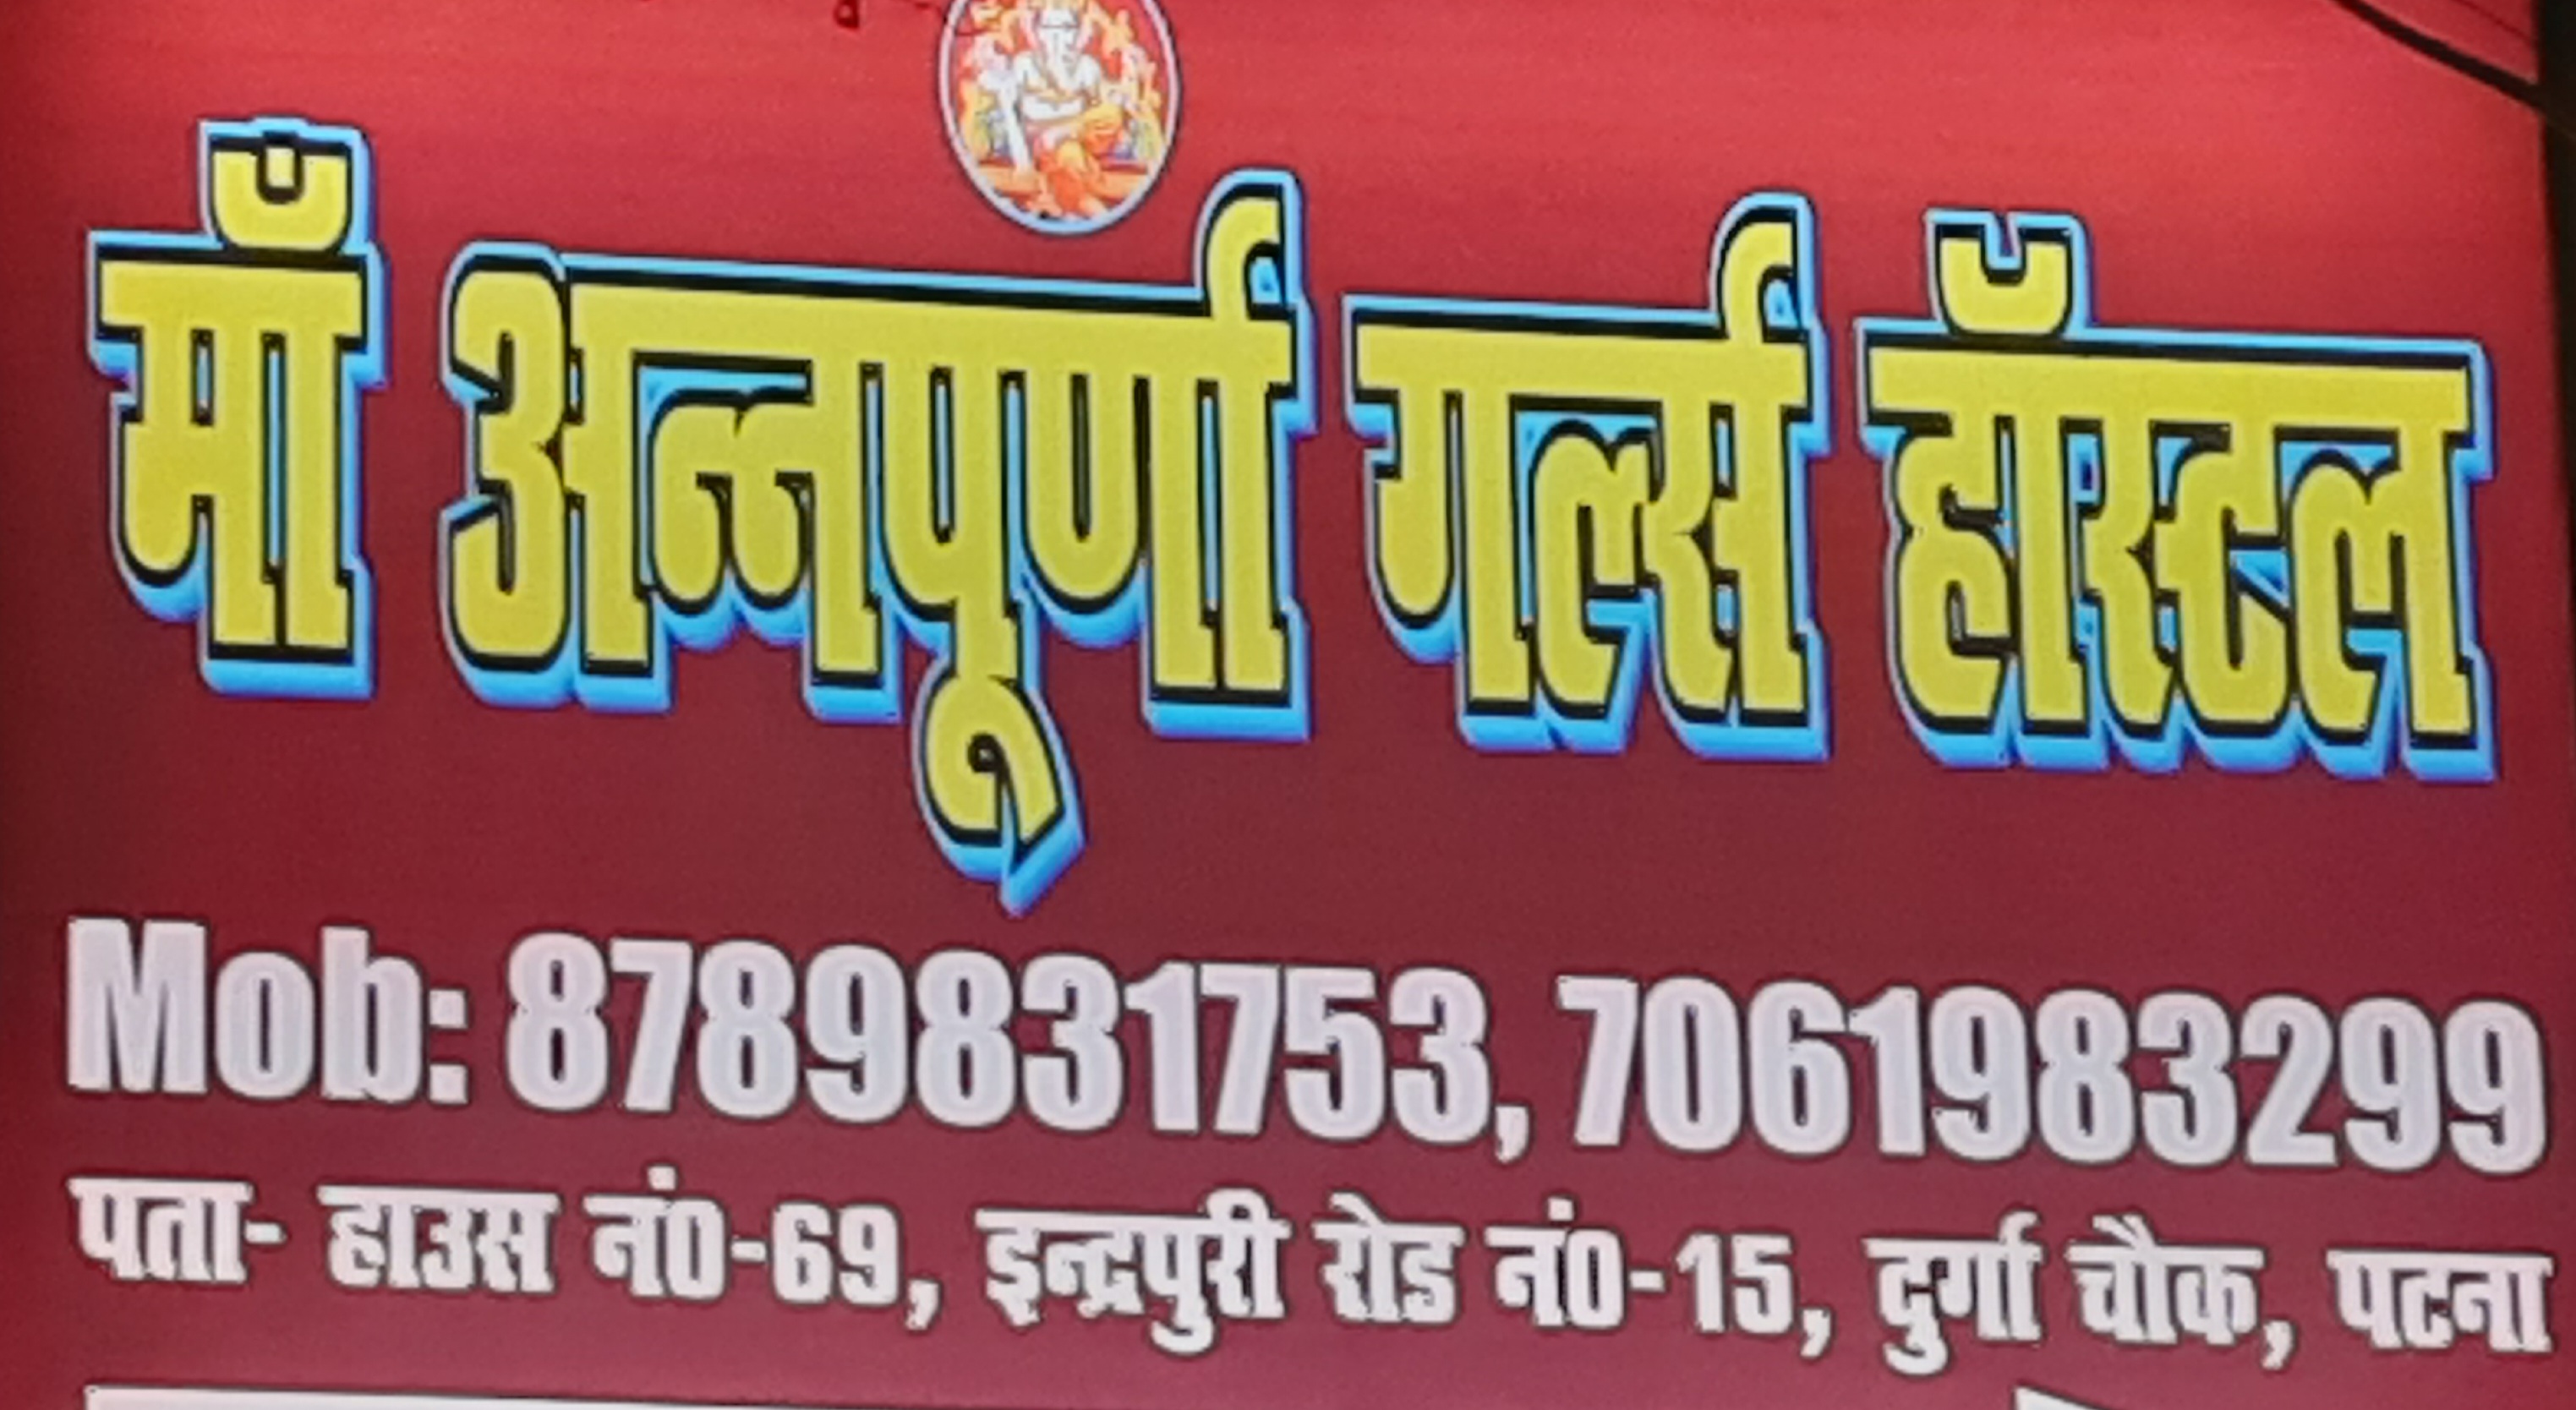 माँ अन्नपूर्णा गर्ल्स हॉस्टल
Mob: 8789831753, 7061983299
पता- हाउस नं0-69, इन्द्रपुरी रोड नं0-15, दुर्गा चौक, पटना